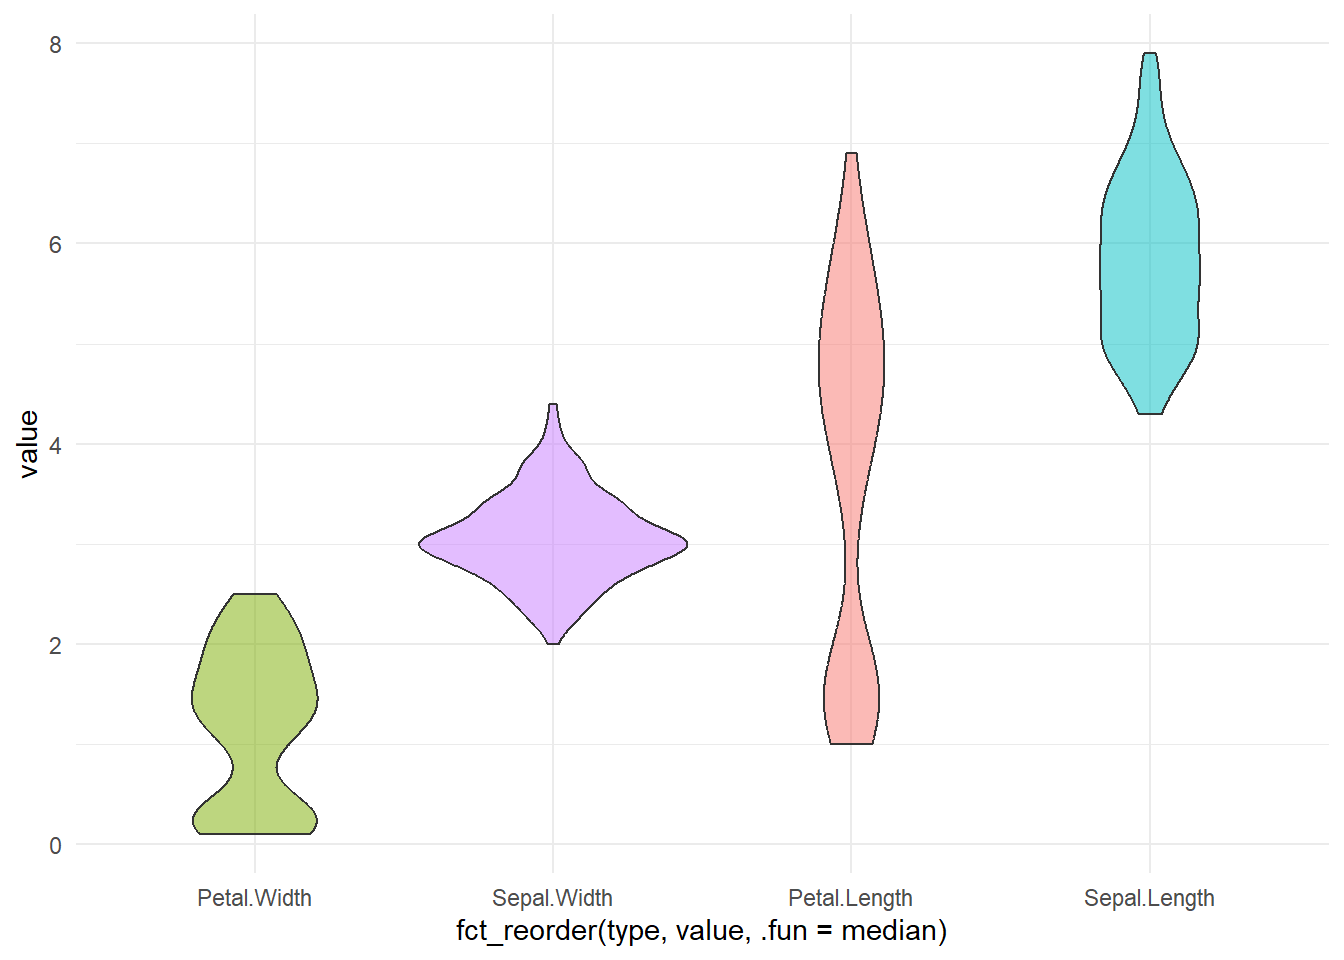 8
6
4
2
0
value
Petal.Width
Sepal.Width
Petal.Length
Sepal.Length
fct_reorder(type, value, .fun = median)